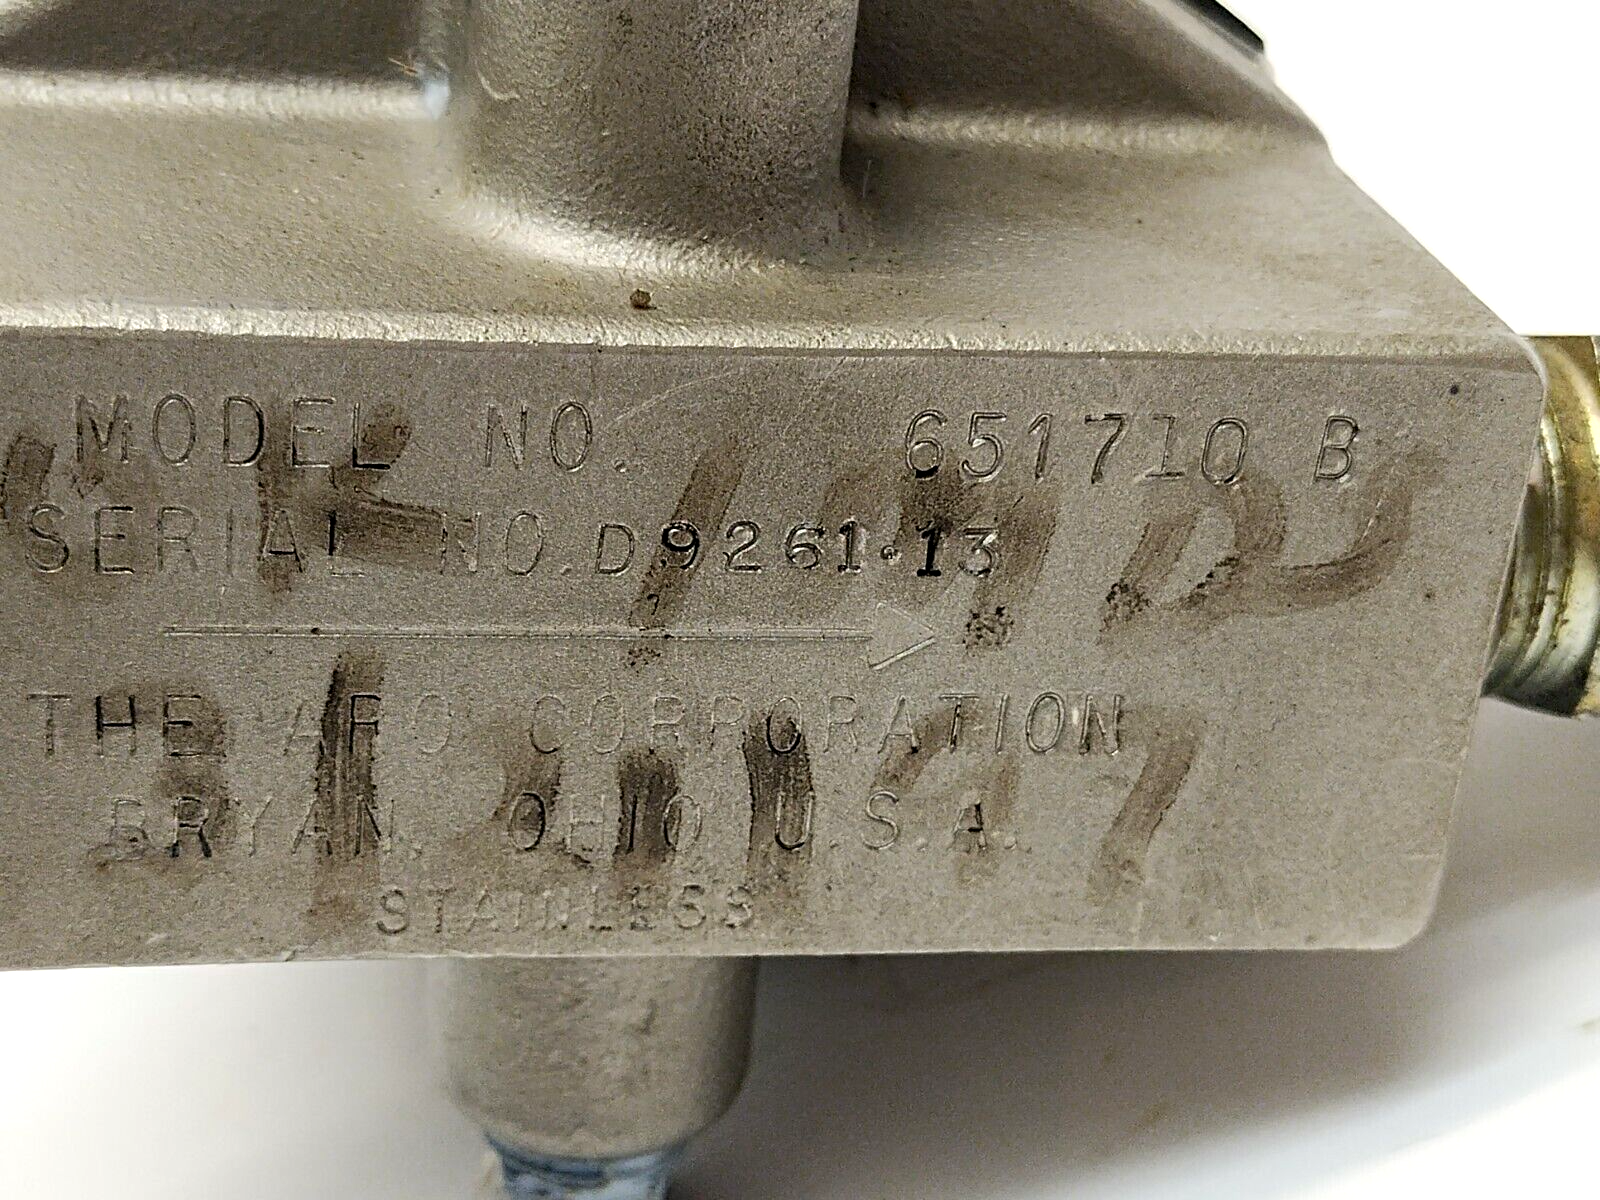 MODEL NO. 651710 B
SERIAL NO. D9261-13
THE ARO CORPORATION
BRYAN, OHIO U.S.A.
STAINLESS